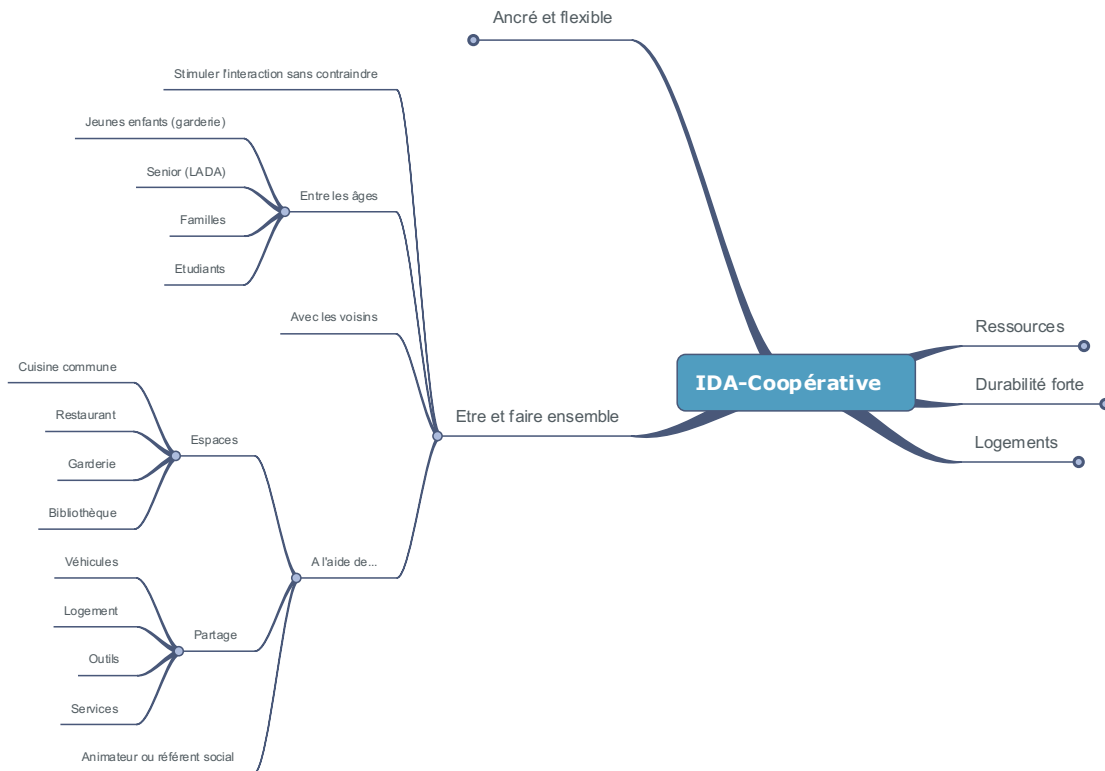 Ancré et flexible
Stimuler l'interaction sans contraindre
Jeunes enfants (garderie)
Senior (LADA)
Entre les âges
Familles
Etudiants
Avec les voisins
Ressources
Cuisine commune
IDA-Coopérative
Durabilité forte
Restaurant
Etre et faire ensemble
Espaces
Logements
Garderie
Bibliothèque
Véhicules
A l'aide de...
Logement
Partage
Outils
Services
Animateur ou référent social